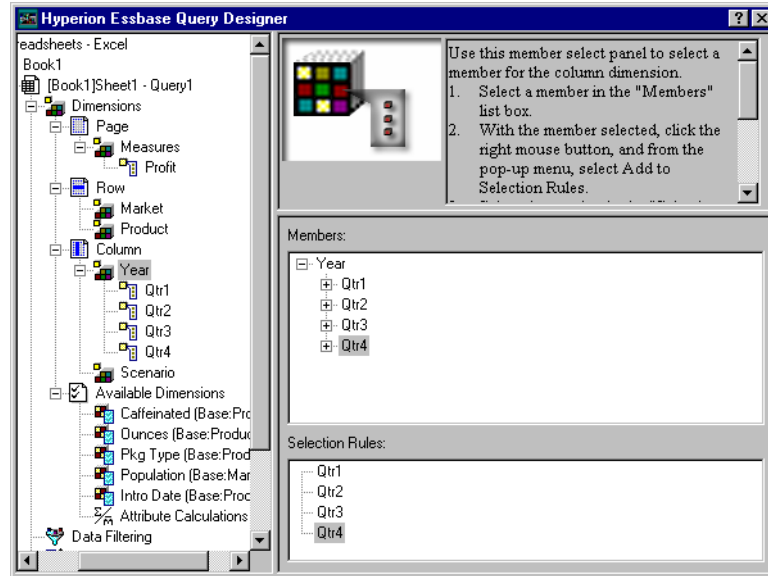 Hyperion Essbase Query Designer
readsheets - Excel
Book1
[Book1]Sheet1 - Query1
Dimensions
Page
Measures
Profit
Row
Market
Product
Column
Year
Qtr1
Qtr2
Qtr3
Qtr4
Scenario
Available Dimensions
Caffeinated (Base:Pro
Ounces (Base:Produc
Pkg Type (Base:Prod
Population (Base:Mar
Intro Date (Base:Proc
Attribute Calculations
Data Filtering
Use this member select panel to select a
member for the column dimension.
1. Select a member in the "Members"
list box.
2. With the member selected, click the
right mouse button, and from the
pop-up menu, select Add to
Selection Rules.
Members:
Year
Qtr1
Qtr2
Qtr3
Qtr4
Selection Rules:
Qtr1
Qtr2
Qtr3
Qtr4